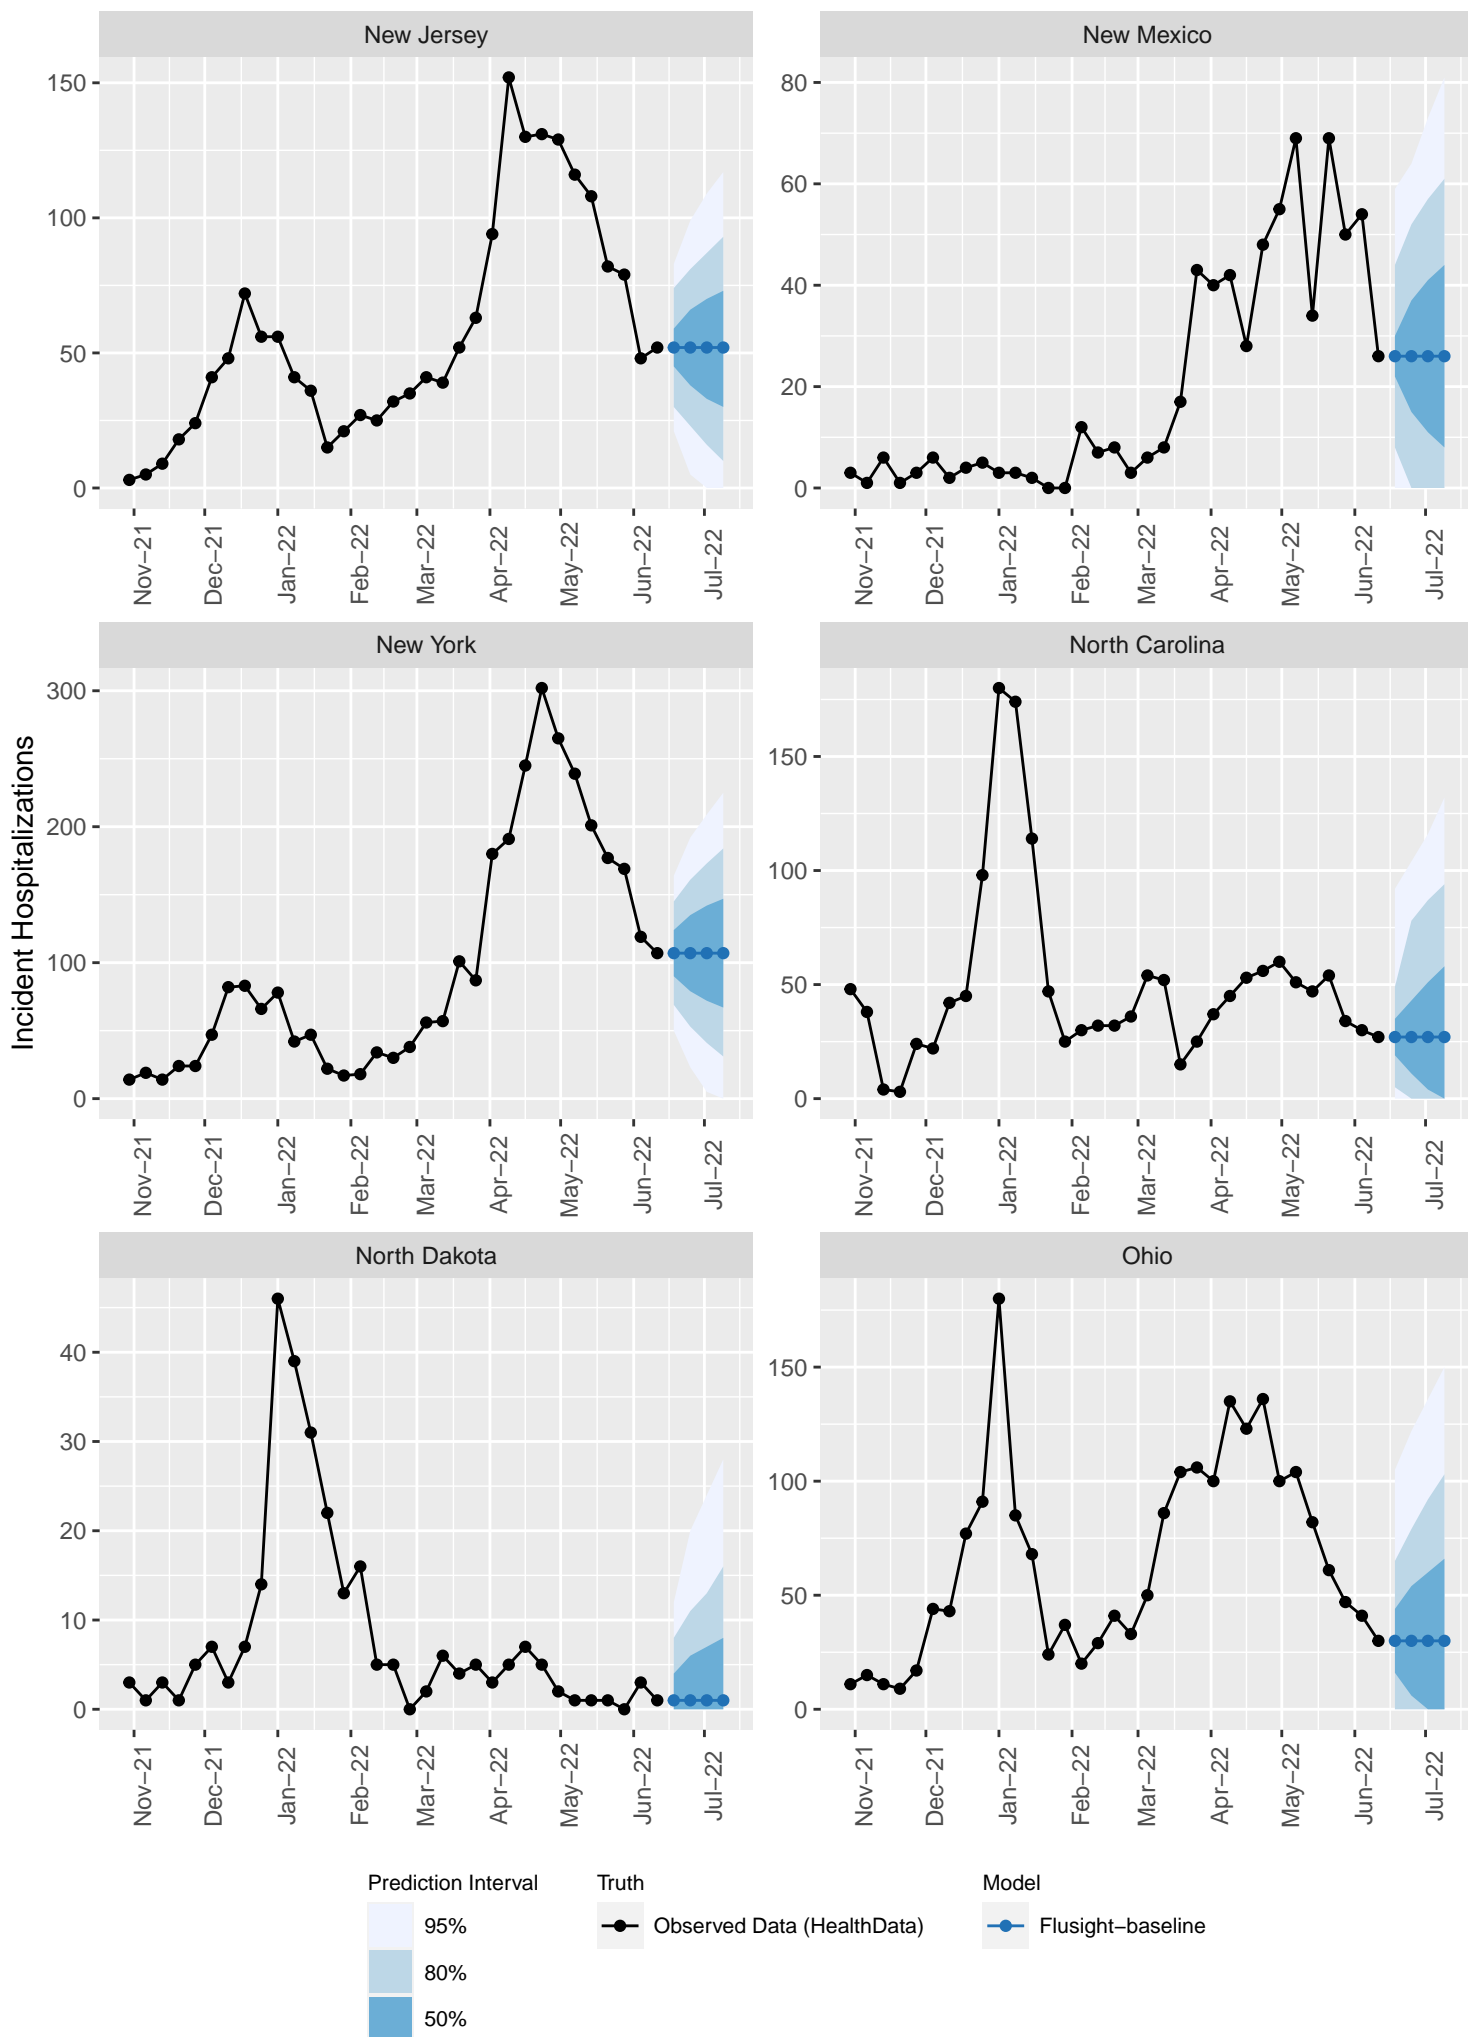 New Jersey
New Mexico
150
100
50
0
80
60
40
20
0
Nov−21
Dec−21
Jan−22
Feb−22
Mar−22
Apr−22
May−22
Jun−22
Jul−22
Nov−21
Dec−21
Jan−22
Feb−22
Mar−22
Apr−22
May−22
Jun−22
Jul−22
Incident Hospitalizations
New York
North Carolina
300
200
100
0
150
100
50
0
Nov−21
Dec−21
Jan−22
Feb−22
Mar−22
Apr−22
May−22
Jun−22
Jul−22
Nov−21
Dec−21
Jan−22
Feb−22
Mar−22
Apr−22
May−22
Jun−22
Jul−22
North Dakota
Ohio
40
30
20
10
0
150
100
50
0
Nov−21
Dec−21
Jan−22
Feb−22
Mar−22
Apr−22
May−22
Jun−22
Jul−22
Nov−21
Dec−21
Jan−22
Feb−22
Mar−22
Apr−22
May−22
Jun−22
Jul−22
Prediction Interval
95%
80%
50%
Truth
Observed Data (HealthData)
Model
Flusight−baseline